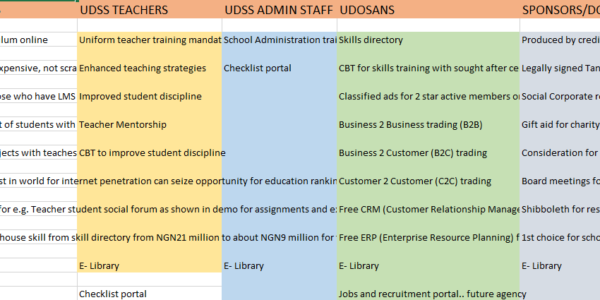 UDSS TEACHERS UDSS ADMIN STAFF UDOSANS SPONSORS/DO
lum online Uniform teacher training mandat School Administration trai Skills directory Produced by credi
xpensive, not scra Enhanced teaching strategies Checklist portal CBT for skills training with sought after ce Legally signed Tan
ose who have LMS Improved student discipline Classified ads for 2 star active members o Social Corporate r
t of students with Teacher Mentorship Business 2 Business trading (B2B) Gift aid for charity
jects with teaches CBT to improve student discipline Business 2 Customer (B2C) trading Consideration for
st in world for internet penetration can seize opportunity for education rankin Customer 2 Customer (C2C) trading Board meetings fo
for e.g. Teacher student social forum as shown in demo for assignments and e Free CRM (Customer Relationship Manage Shibboleth for res
house skill from skill directory from NGN21 million to about NGN9 million for Free ERP (Enterprise Resource Planning) f 1st choice for scho
E- Library E- Library E- Library
Checklist portal Jobs and recruitment portal.. future agency